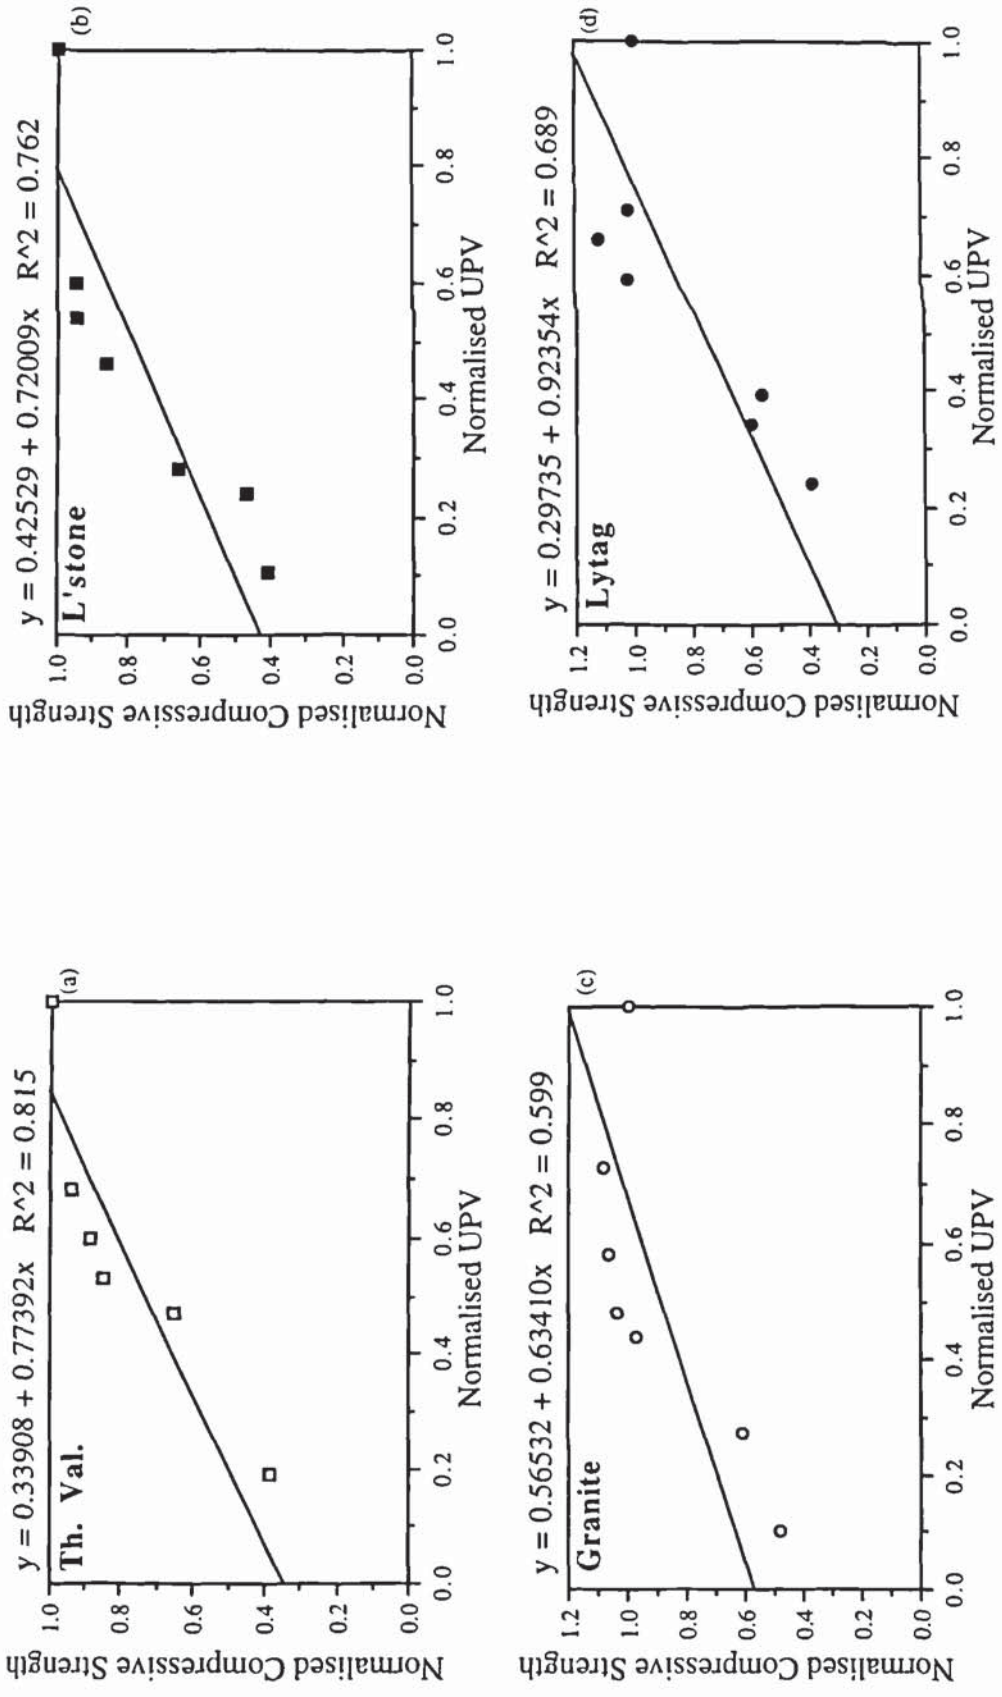 y = 0.33908 + 0.77392x R^2 = 0.815
Th. Val.
(a)
Normalised Compressive Strength
1.0
0.8
0.6
0.4
0.2
0.0
0.0 0.2 0.4 0.6 0.8 1.0
Normalised UPV
y = 0.42529 + 0.72009x R^2 = 0.762
L'stone
(b)
Normalised Compressive Strength
1.0
0.8
0.6
0.4
0.2
0.0
0.0 0.2 0.4 0.6 0.8 1.0
Normalised UPV
y = 0.56532 + 0.63410x R^2 = 0.599
Granite
(c)
Normalised Compressive Strength
1.2
1.0
0.8
0.6
0.4
0.2
0.0
0.0 0.2 0.4 0.6 0.8 1.0
Normalised UPV
y = 0.29735 + 0.92354x R^2 = 0.689
Lytag
(d)
Normalised Compressive Strength
1.2
1.0
0.8
0.6
0.4
0.2
0.0
0.0 0.2 0.4 0.6 0.8 1.0
Normalised UPV